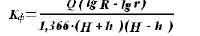 Kф = Q ( lg R - lg r )
1,366 · ( H + h )( H - h )